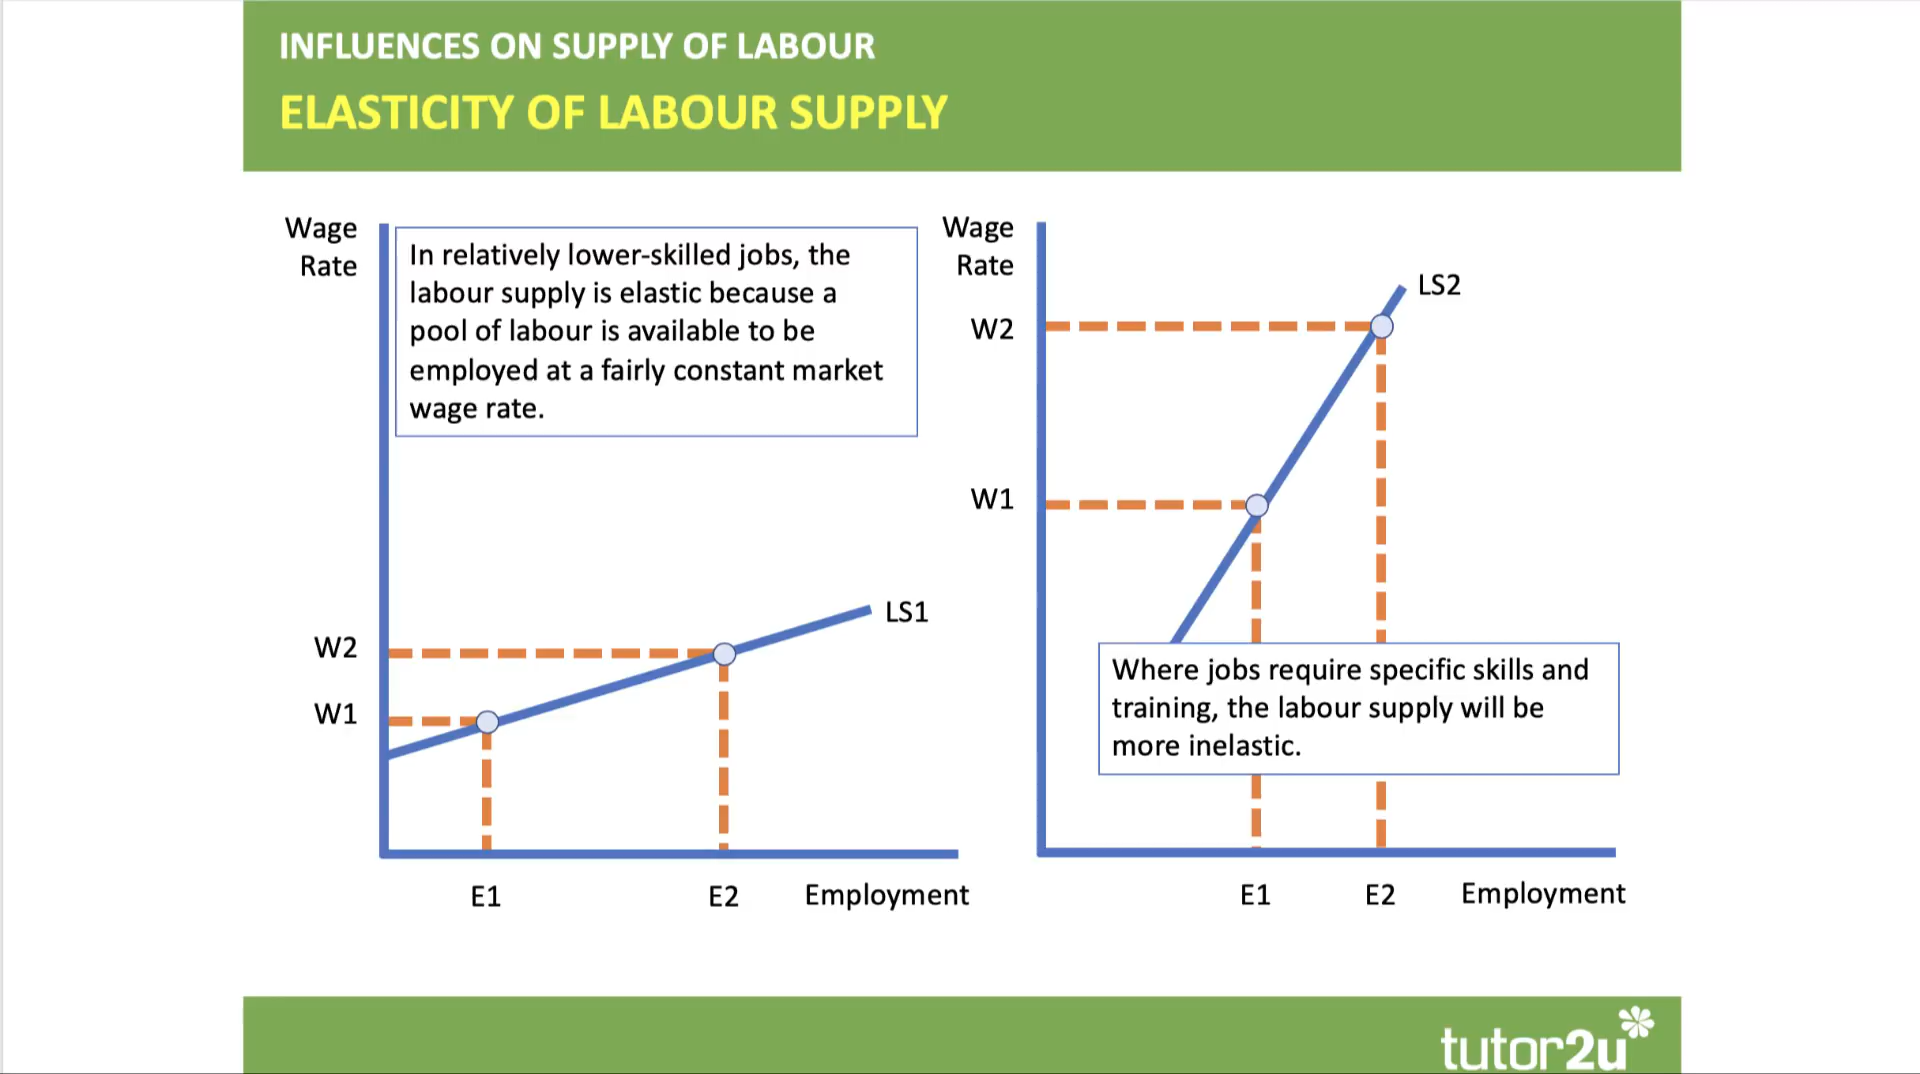 INFLUENCES ON SUPPLY OF LABOUR
ELASTICITY OF LABOUR SUPPLY
Wage
Rate
In relatively lower-skilled jobs, the
labour supply is elastic because a
pool of labour is available to be
employed at a fairly constant market
wage rate.
LS1
W2
W1
E1
E2
Employment
Wage
Rate
LS2
W2
W1
Where jobs require specific skills and
training, the labour supply will be
more inelastic.
E1
E2
Employment
tutor2u